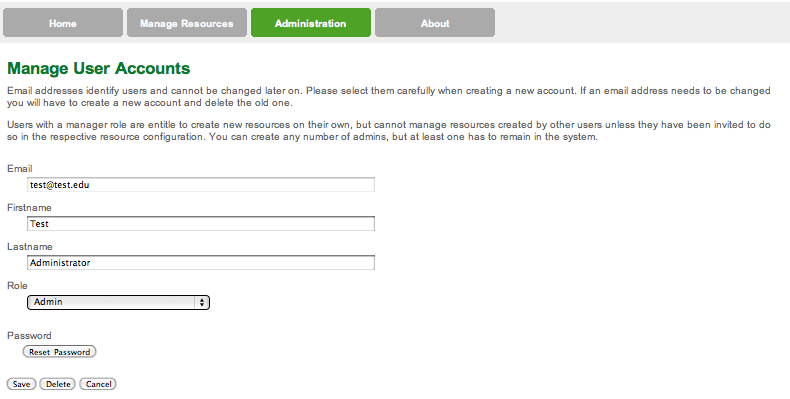 Home Manage Resources Administration About
Manage User Accounts
Email addresses identify users and cannot be changed later on. Please select them carefully when creating a new account. If an email address needs to be changed
you will have to create a new account and delete the old one.
Users with a manager role are entitle to create new resources on their own, but cannot manage resources created by other users unless they have been invited to do
so in the respective resource configuration. You can create any number of admins, but at least one has to remain in the system.
Email
test@test.edu
Firstname
Test
Lastname
Administrator
Role
Admin
Password
Reset Password
Save Delete Cancel